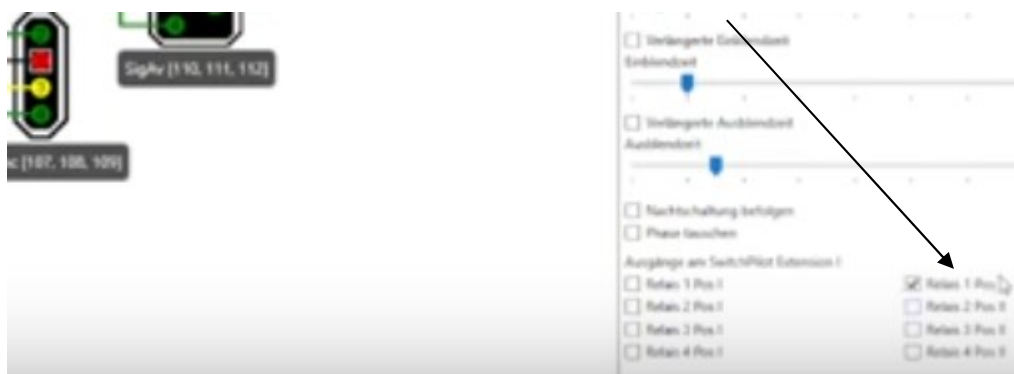 SigAv [110, 111, 112]
[107, 108, 109]
Verlängerte Einblendzeit
Einblendzeit
Verlängerte Ausblendzeit
Ausblendzeit
Nachtschaltung befolgen
Phase tauschen
Ausgänge am SwitchPilot Extension I
Relais 1 Pos I
Relais 1 Pos
Relais 2 Pos I
Relais 2 Pos II
Relais 3 Pos I
Relais 3 Pos II
Relais 4 Pos I
Relais 4 Pos II